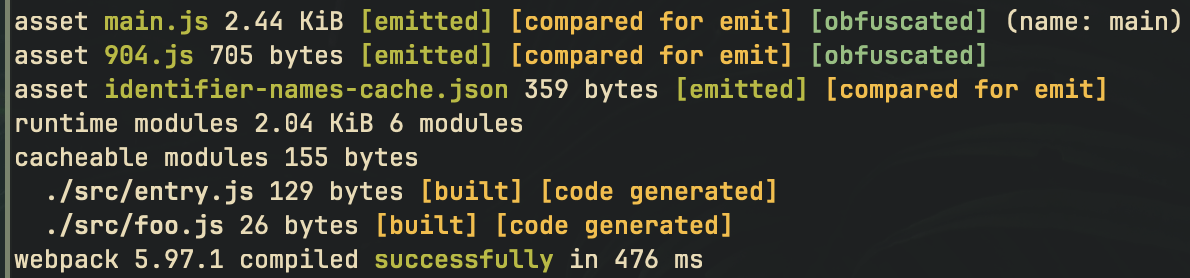 asset main.js 2.44 KiB [emitted] [compared for emit] [obfuscated] (name: main)
asset 904.js 705 bytes [emitted] [compared for emit] [obfuscated]
asset identifier-names-cache.json 359 bytes [emitted] [compared for emit]
runtime modules 2.04 KiB 6 modules
cacheable modules 155 bytes
  ./src/entry.js 129 bytes [built] [code generated]
  ./src/foo.js 26 bytes [built] [code generated]
webpack 5.97.1 compiled successfully in 476 ms